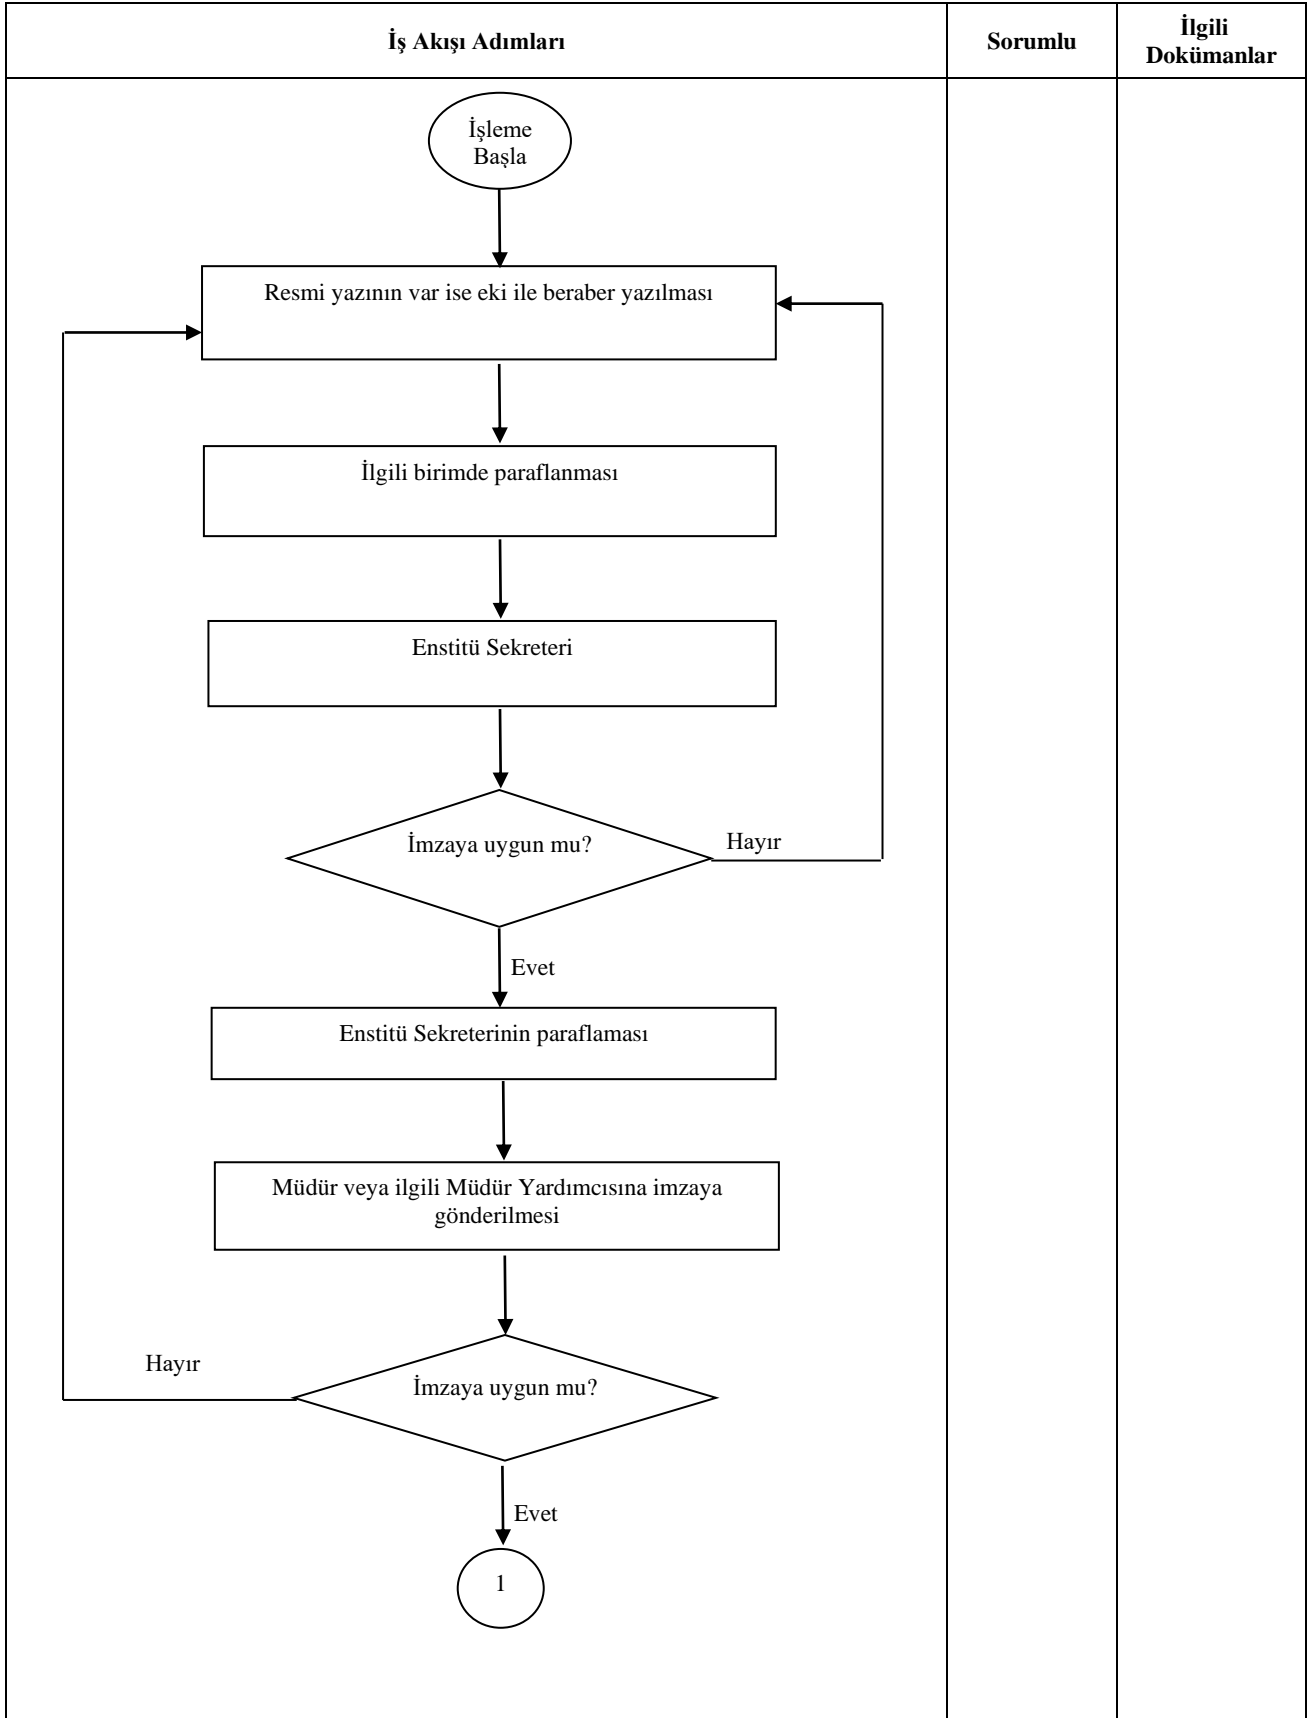 İş Akışı Adımları
Sorumlu
İlgili
Dokümanlar
İşleme
Başla
Resmi yazının var ise eki ile beraber yazılması
İlgili birimde paraflanması
Enstitü Sekreteri
İmzaya uygun mu?
Hayır
Evet
Enstitü Sekreterinin paraflaması
Müdür veya ilgili Müdür Yardımcısına imzaya
gönderilmesi
Hayır
İmzaya uygun mu?
Evet
1